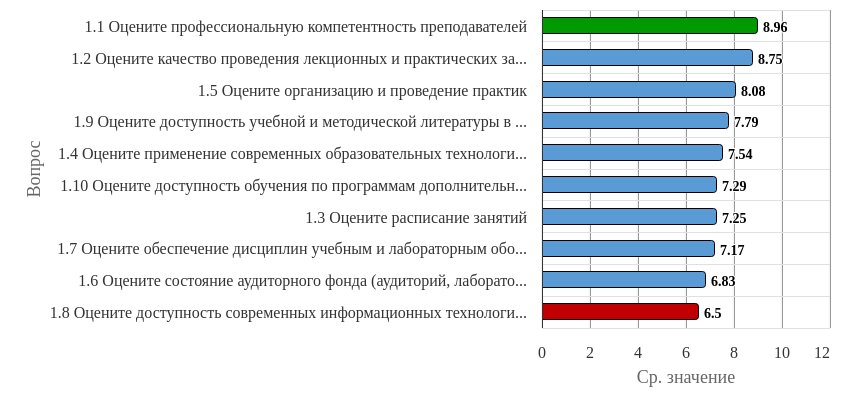 1.1 Оцените профессиональную компетентность преподавателей 8.96
1.2 Оцените качество проведения лекционных и практических за... 8.75
1.5 Оцените организацию и проведение практик 8.08
1.9 Оцените доступность учебной и методической литературы в ... 7.79
1.4 Оцените применение современных образовательных технологи... 7.54
1.10 Оцените доступность обучения по программам дополнительн... 7.29
1.3 Оцените расписание занятий 7.25
1.7 Оцените обеспечение дисциплин учебным и лабораторным обо... 7.17
1.6 Оцените состояние аудиторного фонда (аудиторий, лаборато... 6.83
1.8 Оцените доступность современных информационных технологи... 6.5
Вопрос
0 2 4 6 8 10 12
Ср. значение